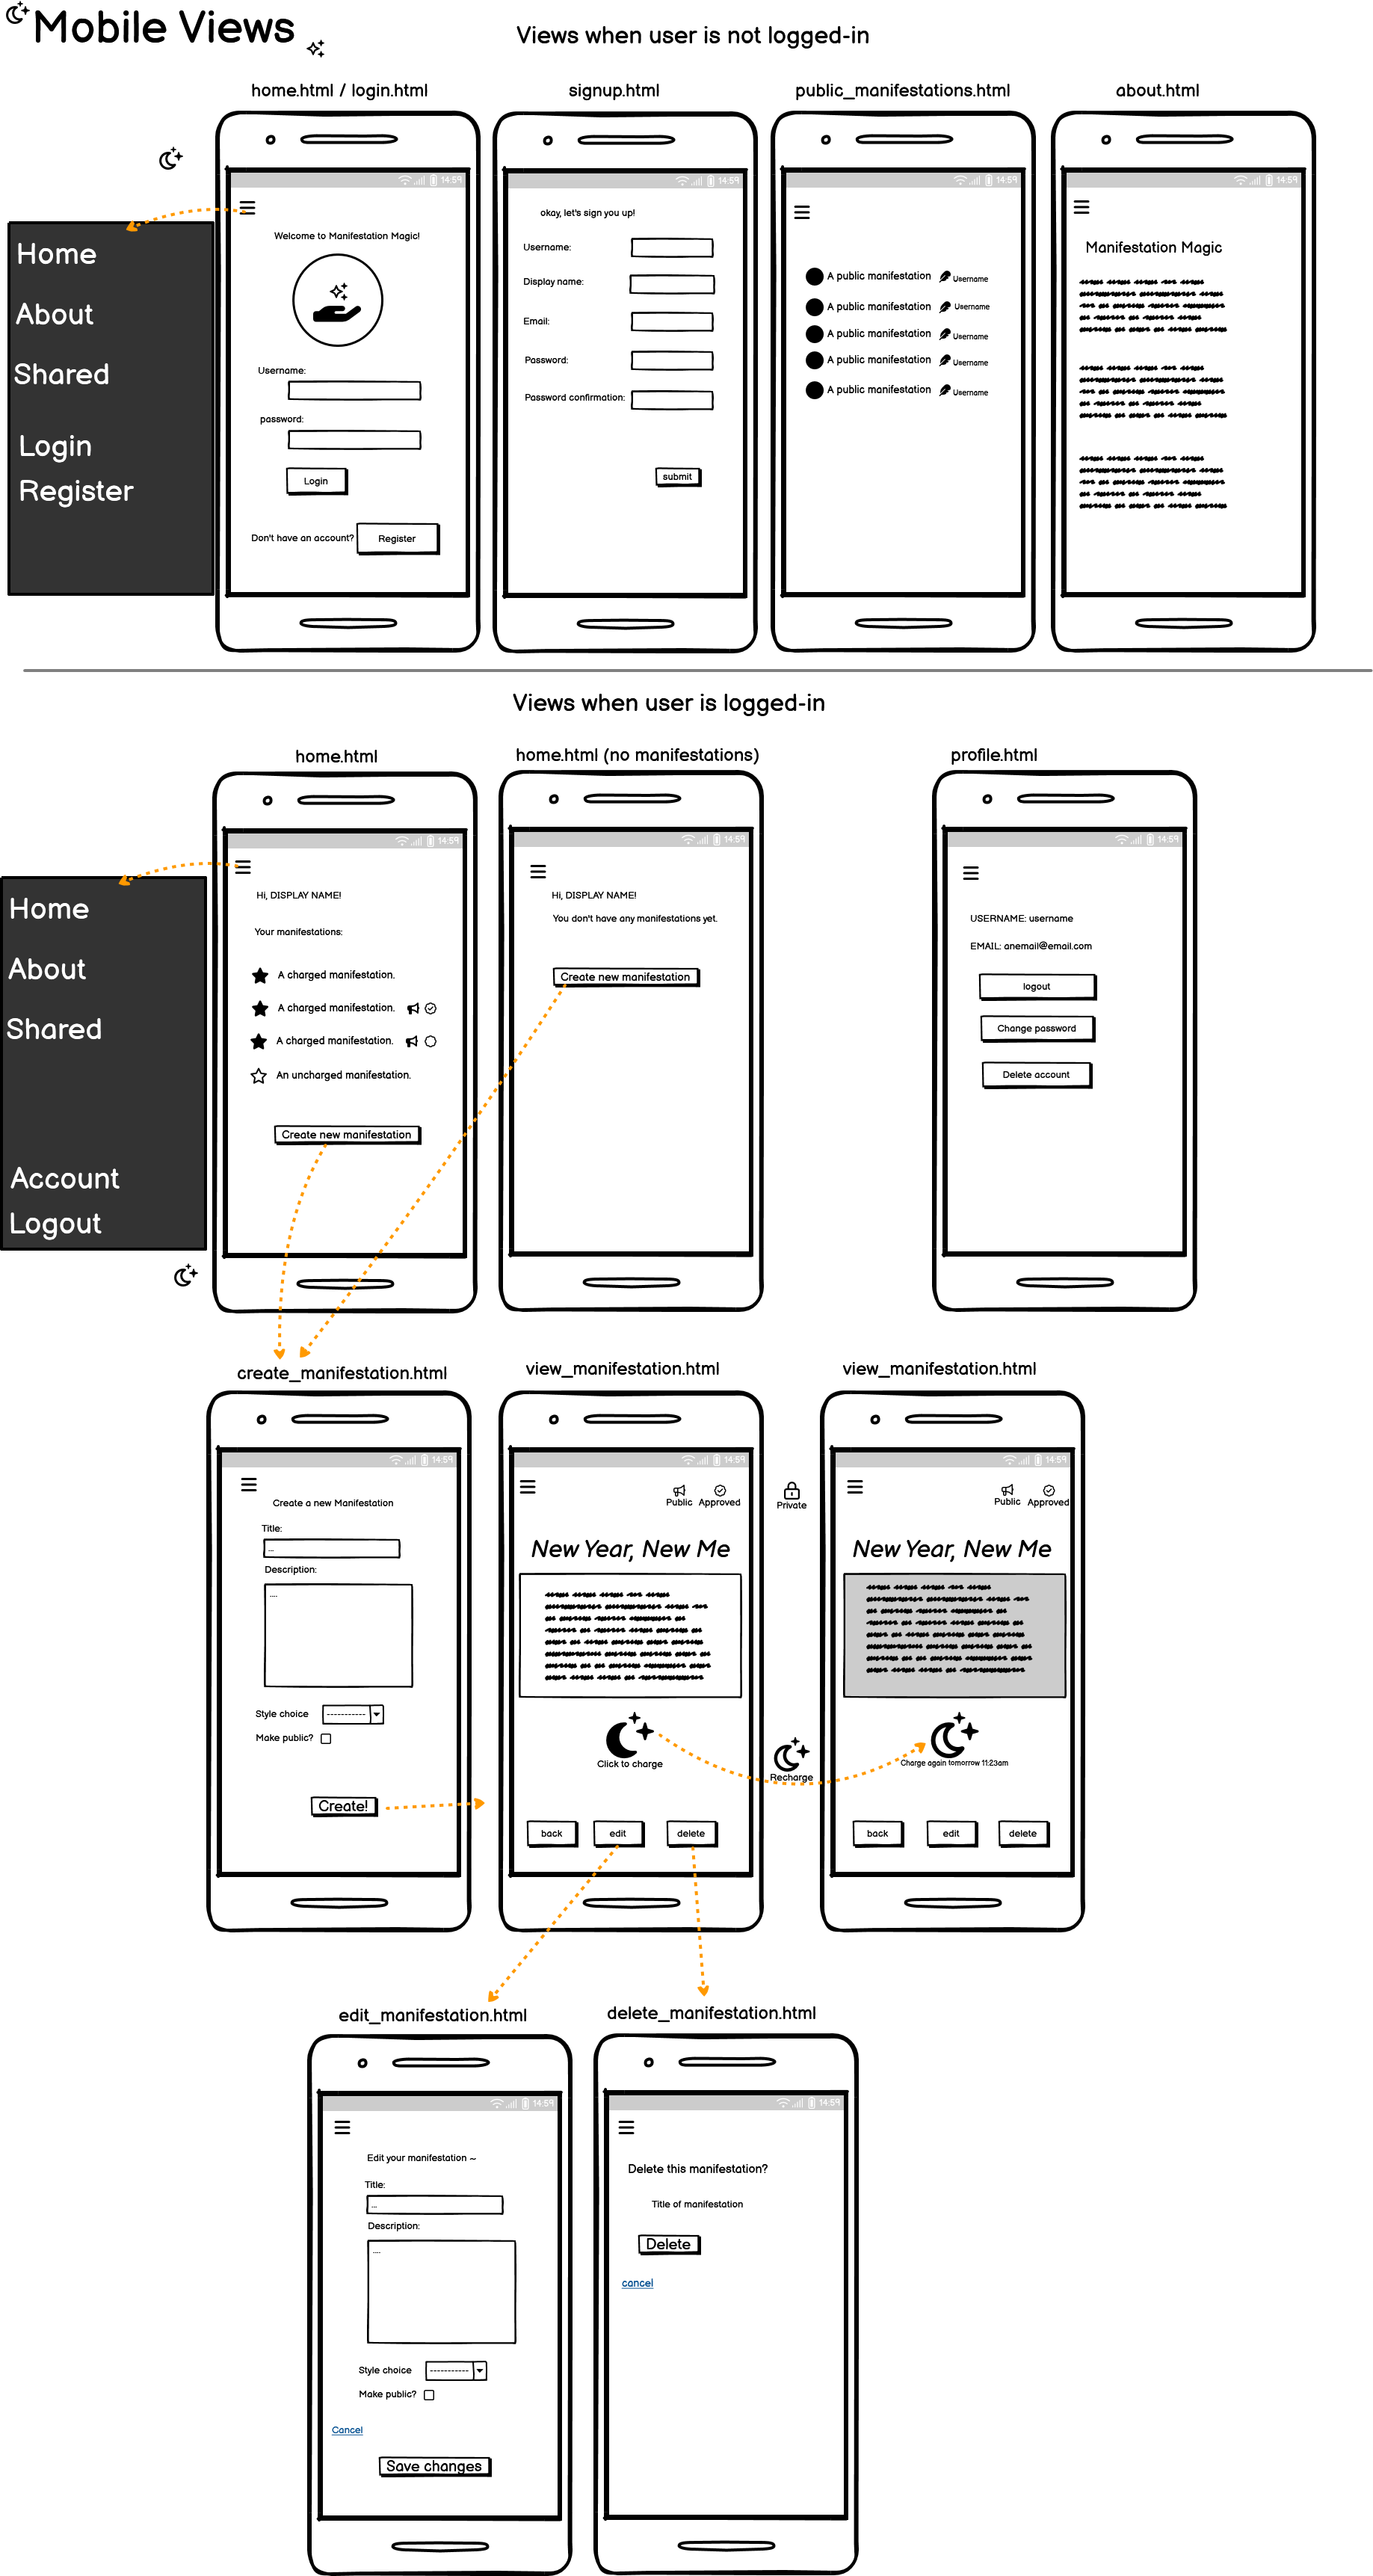 Mobile Views
Views when user is not logged-in
home.html / login.html
signup.html
public_manifestations.html
about.html
Home
About
Shared
Login
Register
14:59
Welcome to Manifestation Magic!
Username:
password:
Login
Don't have an account?
Register
14:59
okay, let's sign you up!
Username:
Display name:
Email:
Password:
Password confirmation:
submit
14:59
A public manifestation Username
A public manifestation Username
A public manifestation Username
A public manifestation Username
A public manifestation Username
14:59
Manifestation Magic
Views when user is logged-in
home.html
home.html (no manifestations)
profile.html
Home
About
Shared
Account
Logout
14:59
Hi, DISPLAY NAME!
Your manifestations:
A charged manifestation.
A charged manifestation.
A charged manifestation.
An uncharged manifestation.
Create new manifestation
14:59
Hi, DISPLAY NAME!
You don't have any manifestations yet.
Create new manifestation
14:59
USERNAME: username
EMAIL: anemail@email.com
logout
Change password
Delete account
create_manifestation.html
view_manifestation.html
view_manifestation.html
14:59
Create a new Manifestation
Title:
...
Description:
....
Style choice
-----------
Make public?
Create!
14:59
Public Approved
New Year, New Me
Click to charge
back
edit
delete
Private
Recharge
14:59
Public Approved
New Year, New Me
Charge again tomorrow 11:23am
back
edit
delete
edit_manifestation.html
delete_manifestation.html
14:59
Edit your manifestation ~
Title:
...
Description:
....
Style choice
-----------
Make public?
Cancel
Save changes
14:59
Delete this manifestation?
Title of manifestation
Delete
cancel